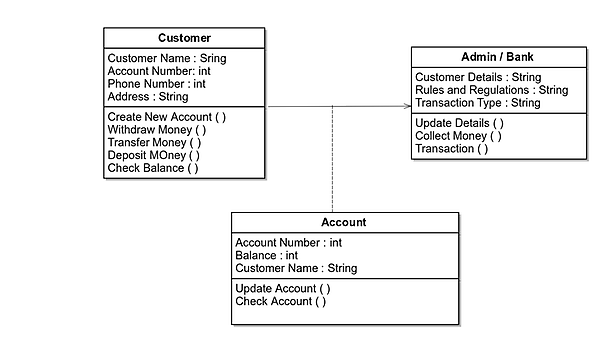 Customer
Customer Name : Sring
Account Number: int
Phone Number : int
Address : String
Create New Account ( )
Withdraw Money ( )
Transfer Money ( )
Deposit MOney ( )
Check Balance ( )
Admin / Bank
Customer Details : String
Rules and Regulations : String
Transaction Type : String
Update Details ( )
Collect Money ( )
Transaction ( )
Account
Account Number : int
Balance : int
Customer Name : String
Update Account ( )
Check Account ( )